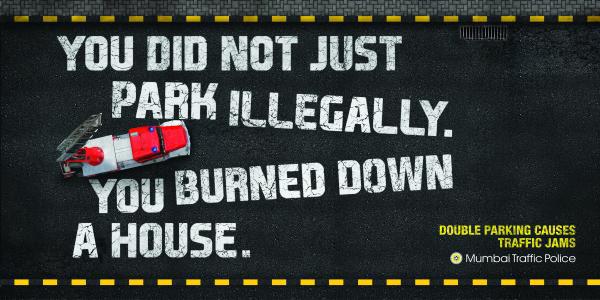 YOU DID NOT JUST
PARK ILLEGALLY.
YOU BURNED DOWN
A HOUSE.
DOUBLE PARKING CAUSES
TRAFFIC JAMS
Mumbai Traffic Police